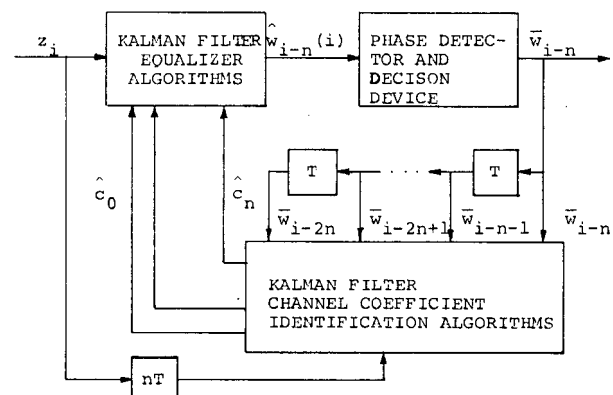 z_i
KALMAN FILTER
EQUALIZER
ALGORITHMS
ŵ_{i-n}(i)
PHASE DETEC-
TOR AND
DECISON
DEVICE
w̄_{i-n}
ĉ_0
ĉ_n
T
· · · ·
T
w̄_{i-2n}
w̄_{i-2n+1}
w̄_{i-n-1}
w̄_{i-n}
KALMAN FILTER
CHANNEL COEFFICIENT
IDENTIFICATION ALGORITHMS
nT